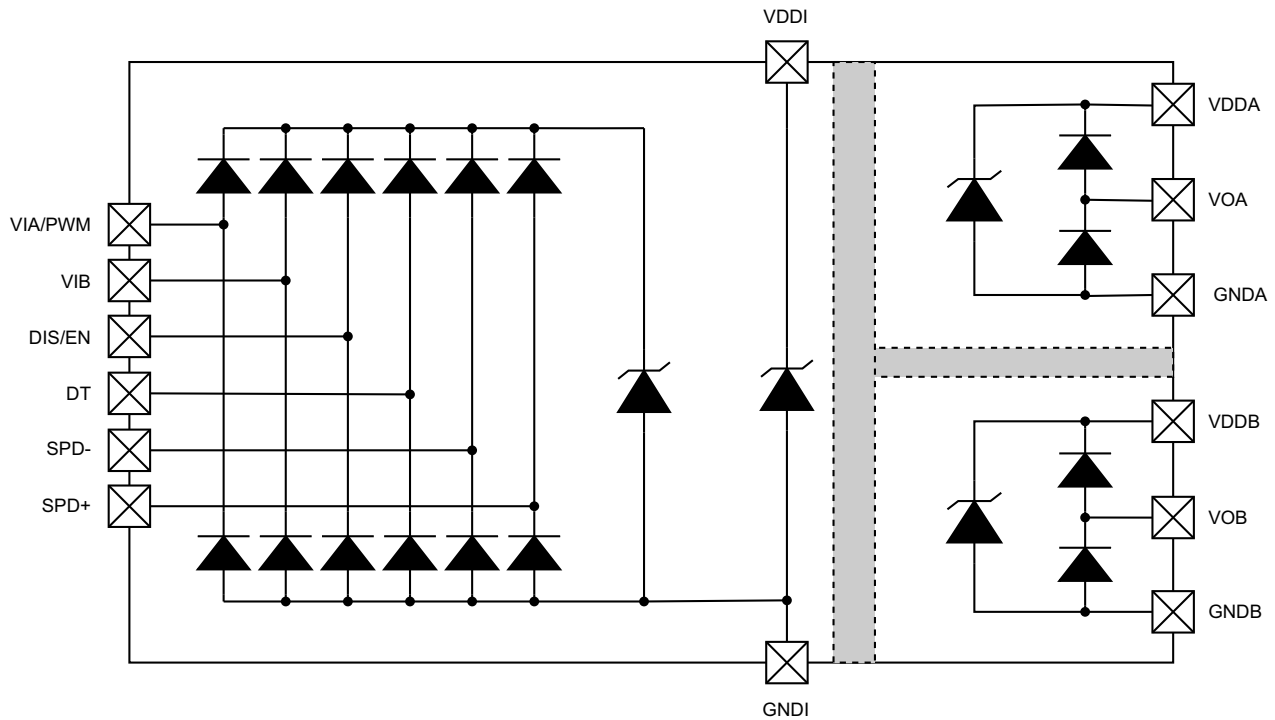 VDDI
VDDA
VOA
VIA/PWM
VIB
GNDA
DIS/EN
DT
VDDB
SPD-
SPD+
VOB
GNDB
GNDI